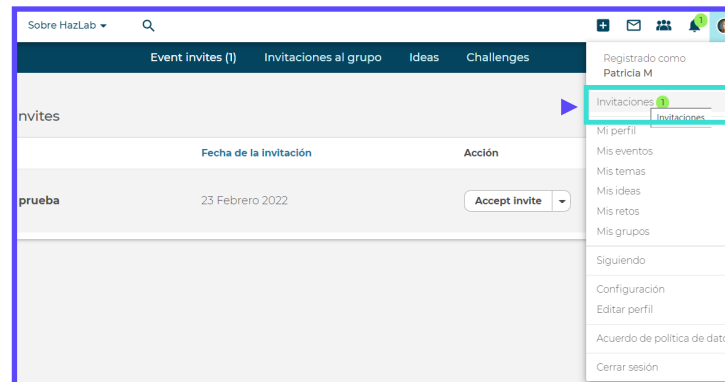 Sobre HazLab
1
Event invites (1) Invitaciones al grupo Ideas Challenges
nvites
Fecha de la invitación Acción
prueba 23 Febrero 2022 Accept invite
Registrado como
Patricia M
Invitaciones 1
Invitaciones
Mi perfil
Mis eventos
Mis temas
Mis ideas
Mis retos
Mis grupos
Siguiendo
Configuración
Editar perfil
Acuerdo de política de dato
Cerrar sesión